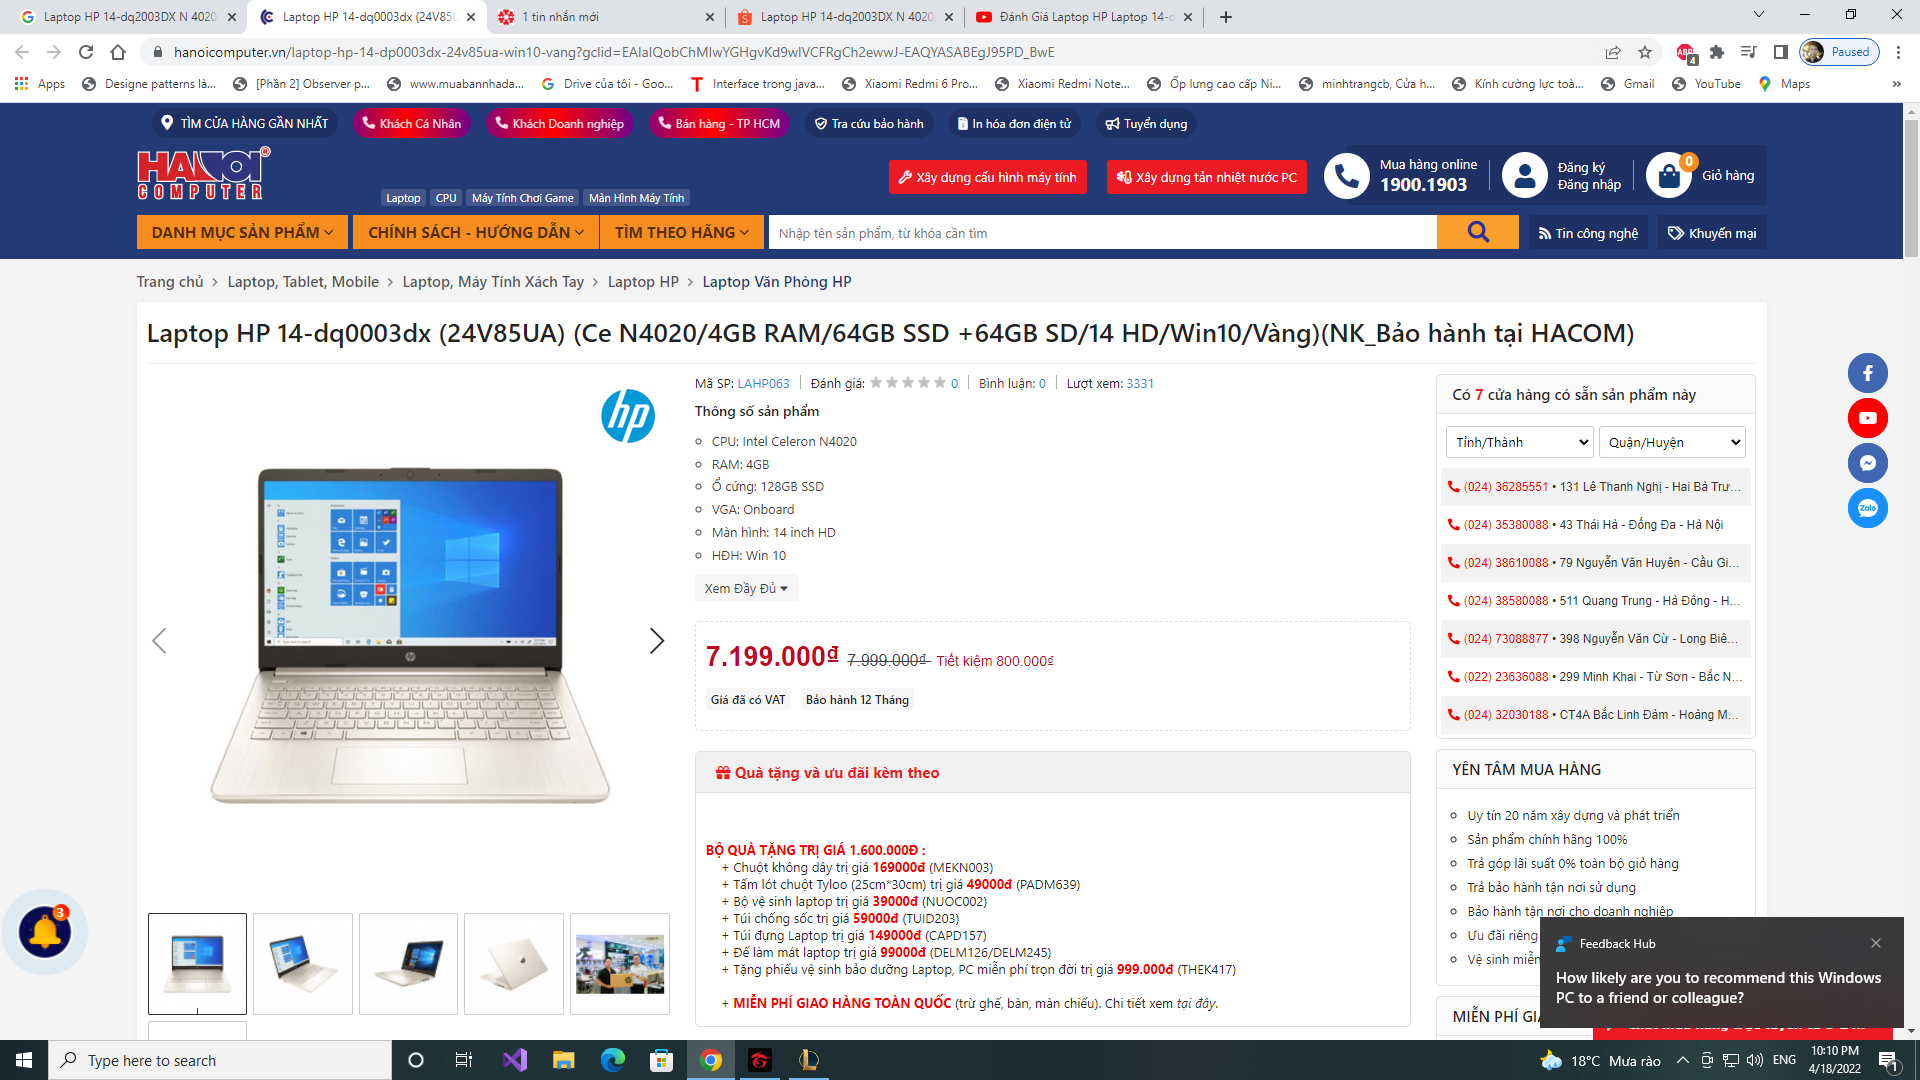 Laptop HP 14-dq2003DX N 4020
Laptop HP 14-dq0003dx (24V85U
1 tin nhắn mới
Laptop HP 14-dq2003DX N 4020
Đánh Giá Laptop HP Laptop 14-d
hanoicomputer.vn/laptop-hp-14-dp0003dx-24v85ua-win10-vang?gclid=EAIaIQobChMIwYGHgvKd9wIVCFRgCh2ewwJ-EAQYASABEgJ95PD_BwE
ABP 4
Paused
Apps
Designe patterns là...
[Phần 2] Observer p...
www.muabannhada...
Drive của tôi - Goo...
Interface trong java...
Xiaomi Redmi 6 Pro...
Xiaomi Redmi Note...
Ốp lưng cao cấp Ni...
minhtrangcb, Cửa h...
Kính cường lực toà...
Gmail
YouTube
Maps
»
TÌM CỬA HÀNG GẦN NHẤT
Khách Cá Nhân
Khách Doanh nghiệp
Bán hàng - TP HCM
Tra cứu bảo hành
In hóa đơn điện tử
Tuyển dụng
HANOI
COMPUTER
Laptop
CPU
Máy Tính Chơi Game
Màn Hình Máy Tính
Xây dựng cấu hình máy tính
Xây dựng tản nhiệt nước PC
Mua hàng online
1900.1903
Đăng ký
Đăng nhập
0
Giỏ hàng
DANH MỤC SẢN PHẨM
CHÍNH SÁCH - HƯỚNG DẪN
TÌM THEO HÃNG
Nhập tên sản phẩm, từ khóa cần tìm
Tin công nghệ
Khuyến mại
Trang chủ > Laptop, Tablet, Mobile > Laptop, Máy Tính Xách Tay > Laptop HP > Laptop Văn Phòng HP
Laptop HP 14-dq0003dx (24V85UA) (Ce N4020/4GB RAM/64GB SSD +64GB SD/14 HD/Win10/Vàng)(NK_Bảo hành tại HACOM)
hp
Mã SP: LAHP063 | Đánh giá: 0 | Bình luận: 0 | Lượt xem: 3331
Thông số sản phẩm
CPU: Intel Celeron N4020
RAM: 4GB
Ổ cứng: 128GB SSD
VGA: Onboard
Màn hình: 14 inch HD
HĐH: Win 10
Xem Đầy Đủ
7.199.000₫ 7.999.000₫ Tiết kiệm 800.000₫
Giá đã có VAT
Bảo hành 12 Tháng
Quà tặng và ưu đãi kèm theo
BỘ QUÀ TẶNG TRỊ GIÁ 1.600.000Đ :
+ Chuột không dây trị giá 169000đ (MEKN003)
+ Tấm lót chuột Tyloo (25cm*30cm) trị giá 49000đ (PADM639)
+ Bộ vệ sinh laptop trị giá 39000đ (NUOC002)
+ Túi chống sốc trị giá 59000đ (TUID203)
+ Túi đựng Laptop trị giá 149000đ (CAPD157)
+ Đế làm mát laptop trị giá 99000đ (DELM126/DELM245)
+ Tặng phiếu vệ sinh bảo dưỡng Laptop, PC miễn phí trọn đời trị giá 999.000đ (THEK417)
+ MIỄN PHÍ GIAO HÀNG TOÀN QUỐC (trừ ghế, bàn, màn chiếu). Chi tiết xem tại đây.
Có 7 cửa hàng có sẵn sản phẩm này
Tỉnh/Thành
Quận/Huyện
(024) 36285551 • 131 Lê Thanh Nghị - Hai Bà Trư...
(024) 35380088 • 43 Thái Hà - Đống Đa - Hà Nội
(024) 38610088 • 79 Nguyễn Văn Huyên - Cầu Gi...
(024) 38580088 • 511 Quang Trung - Hà Đông - H...
(024) 73088877 • 398 Nguyễn Văn Cừ - Long Biê...
(022) 23636088 • 299 Minh Khai - Từ Sơn - Bắc N...
(024) 32030188 • CT4A Bắc Linh Đàm - Hoàng M...
YÊN TÂM MUA HÀNG
Uy tín 20 năm xây dựng và phát triển
Sản phẩm chính hãng 100%
Trả góp lãi suất 0% toàn bộ giỏ hàng
Trả bảo hành tận nơi sử dụng
Bảo hành tận nơi cho doanh nghiệp
Ưu đãi riêng
Vệ sinh miễn
MIỄN PHÍ GI
Zalo
3
Feedback Hub
How likely are you to recommend this Windows
PC to a friend or colleague?
Type here to search
18°C Mưa rào
ENG
10:10 PM
4/18/2022
1